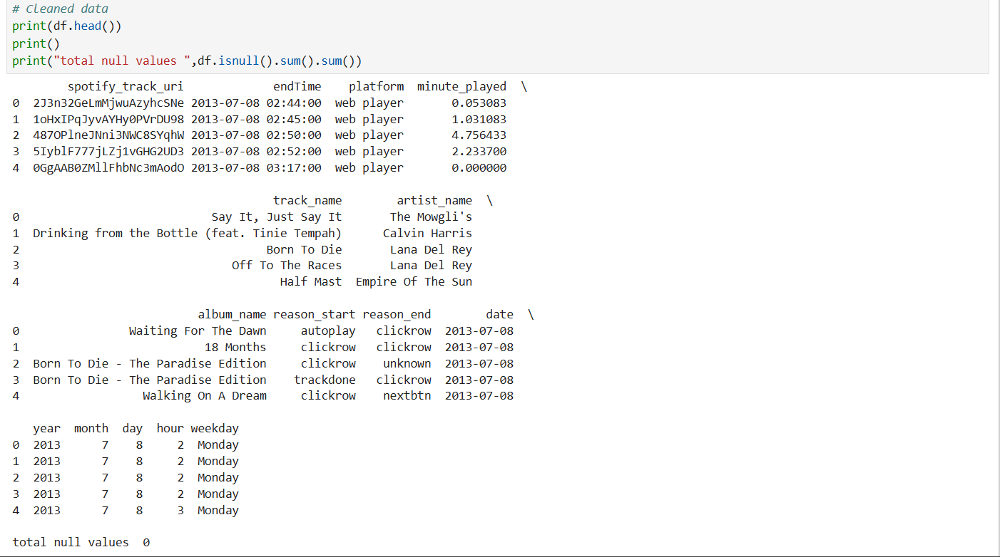 # Cleaned data
print(df.head())
print()
print("total null values ",df.isnull().sum().sum())
spotify_track_uri endTime platform minute_played \
0 2J3n32GeLmMjwuAzyhcSNe 2013-07-08 02:44:00 web player 0.053083
1 1oHxIPqJyvAYHy0PVrDU98 2013-07-08 02:45:00 web player 1.031083
2 487OPlneJNni3NWC8SYqhW 2013-07-08 02:50:00 web player 4.756433
3 5IyblF777jLZj1vGHG2UD3 2013-07-08 02:52:00 web player 2.233700
4 0GgAAB0ZMllFhbNc3mAodO 2013-07-08 03:17:00 web player 0.000000
track_name artist_name \
0 Say It, Just Say It The Mowgli's
1 Drinking from the Bottle (feat. Tinie Tempah) Calvin Harris
2 Born To Die Lana Del Rey
3 Off To The Races Lana Del Rey
4 Half Mast Empire Of The Sun
album_name reason_start reason_end date \
0 Waiting For The Dawn autoplay clickrow 2013-07-08
1 18 Months clickrow clickrow 2013-07-08
2 Born To Die - The Paradise Edition clickrow unknown 2013-07-08
3 Born To Die - The Paradise Edition trackdone clickrow 2013-07-08
4 Walking On A Dream clickrow nextbtn 2013-07-08
year month day hour weekday
0 2013 7 8 2 Monday
1 2013 7 8 2 Monday
2 2013 7 8 2 Monday
3 2013 7 8 2 Monday
4 2013 7 8 3 Monday
total null values 0